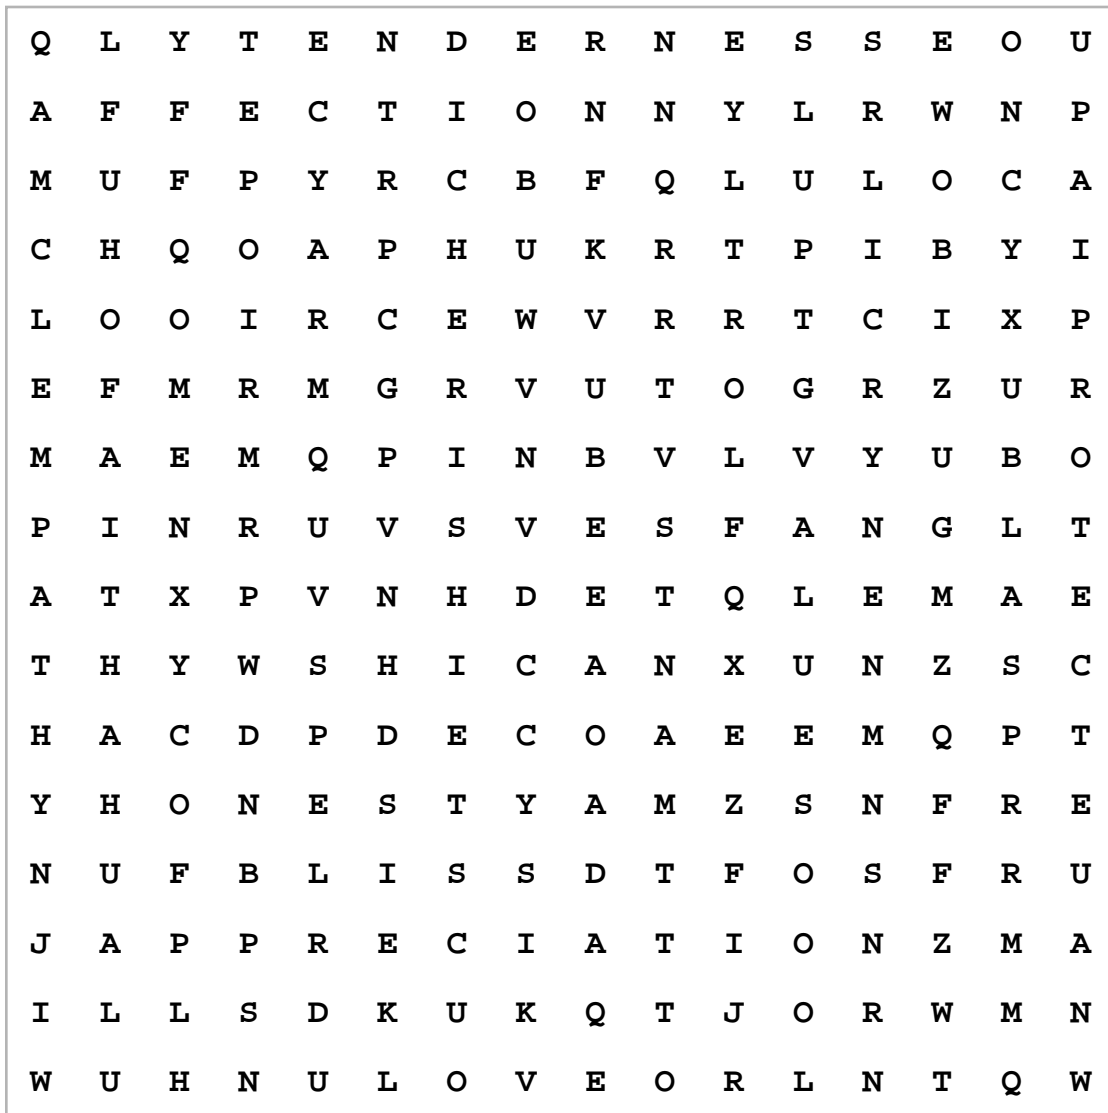 Q L Y T E N D E R N E S S E O U
A F F E C T I O N N Y L R W N P
M U F P Y R C B F Q L U L O C A
C H Q O A P H U K R T P I B Y I
L O O I R C E W V R R T C I X P
E F M R M G R V U T O G R Z U R
M A E M Q P I N B V L V Y U B O
P I N R U V S V E S F A N G L T
A T X P V N H D E T Q L E M A E
T H Y W S H I C A N X U N Z S C
H A C D P D E C O A E E M Q P T
Y H O N E S T Y A M Z S N F R E
N U F B L I S S D T F O S F R U
J A P P R E C I A T I O N Z M A
I L L S D K U K Q T J O R W M N
W U H N U L O V E O R L N T Q W